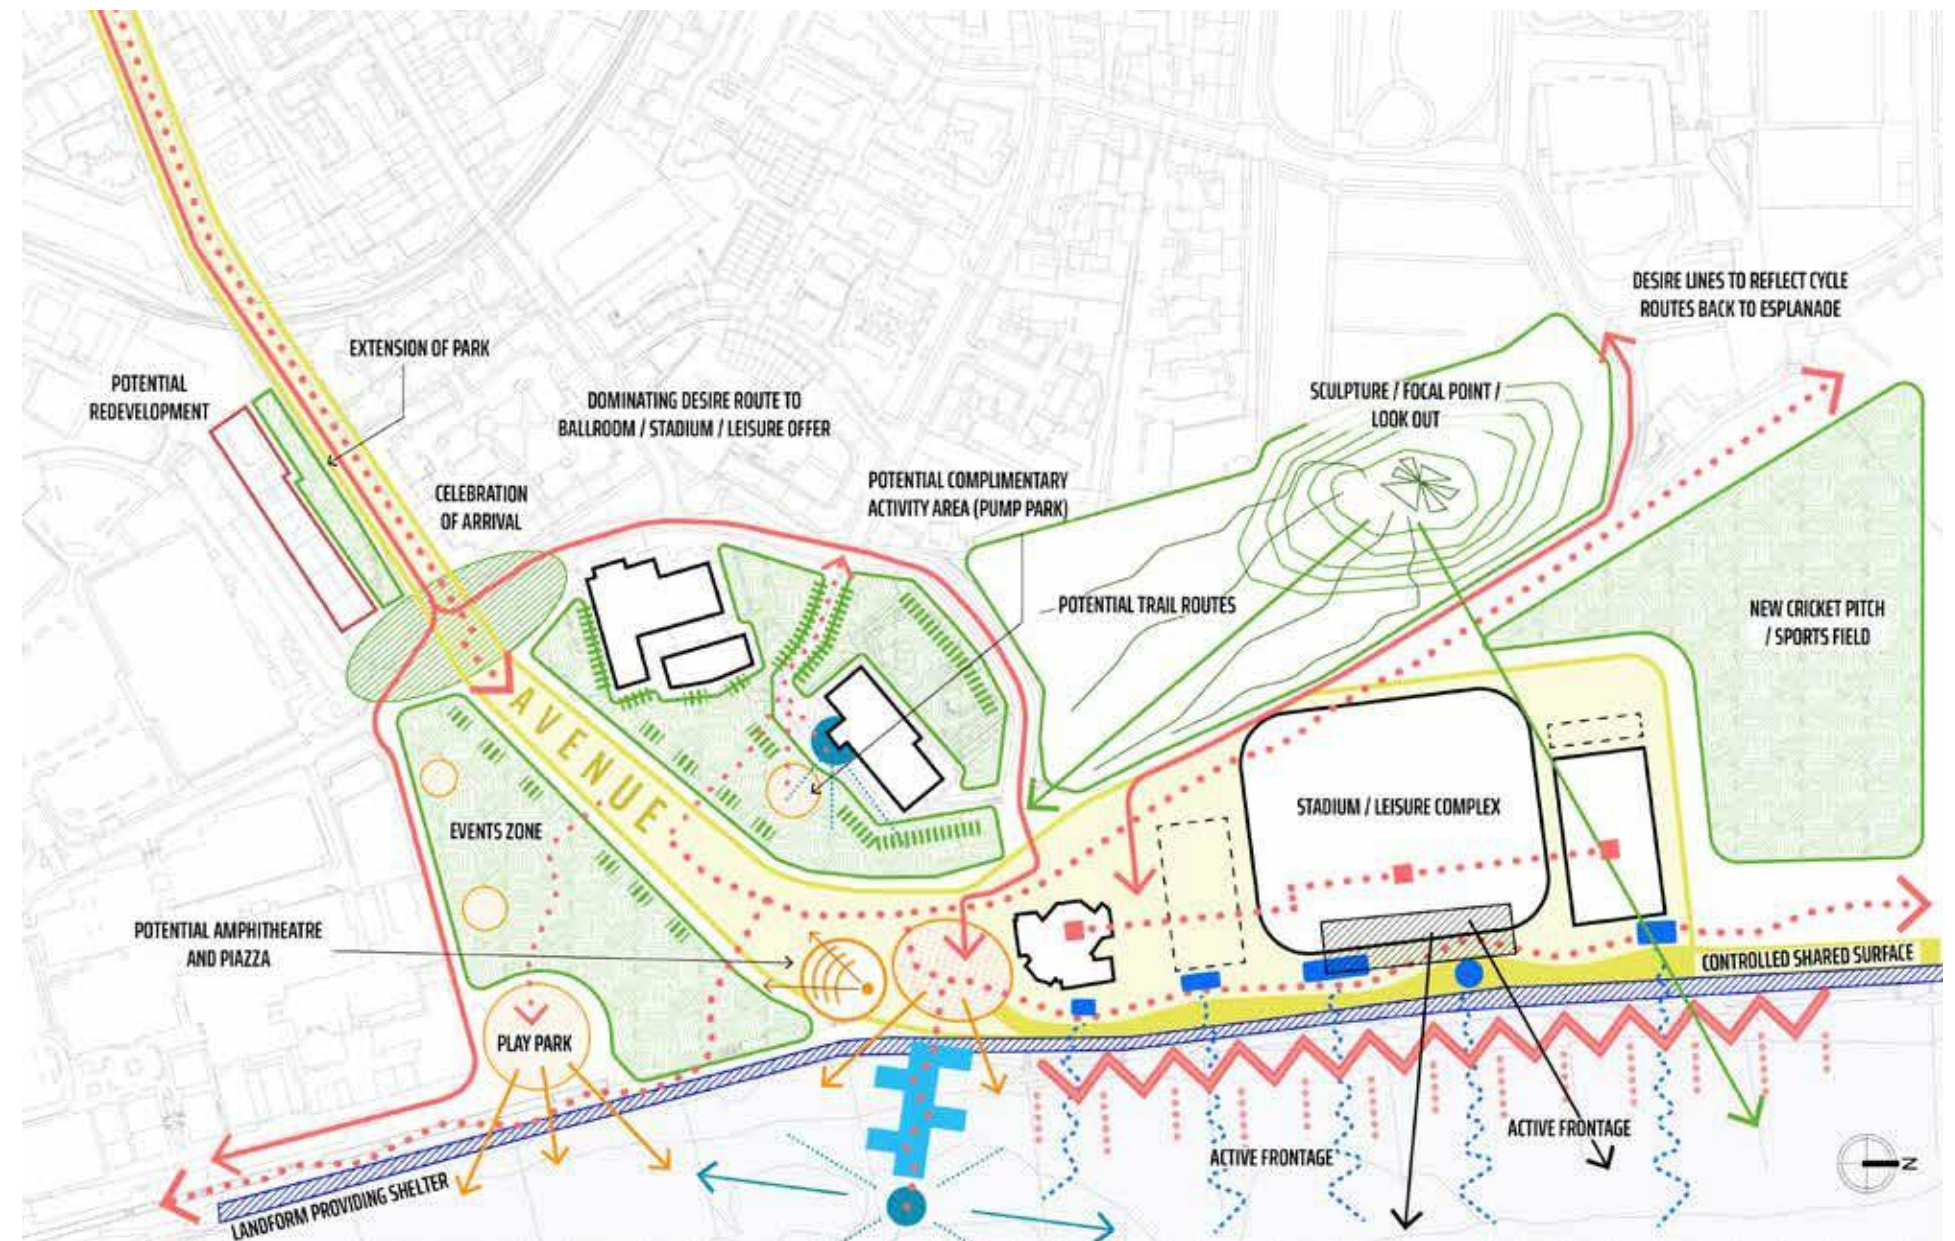 DESIRE LINES TO REFLECT CYCLE
ROUTES BACK TO ESPLANADE
EXTENSION OF PARK
POTENTIAL
REDEVELOPMENT
DOMINATING DESIRE ROUTE TO
BALLROOM / STADIUM / LEISURE OFFER
SCULPTURE / FOCAL POINT /
LOOK OUT
CELEBRATION
OF ARRIVAL
POTENTIAL COMPLIMENTARY
ACTIVITY AREA (PUMP PARK)
POTENTIAL TRAIL ROUTES
NEW CRICKET PITCH
/ SPORTS FIELD
AVENUE
EVENTS ZONE
STADIUM / LEISURE COMPLEX
POTENTIAL AMPHITHEATRE
AND PIAZZA
CONTROLLED SHARED SURFACE
PLAY PARK
ACTIVE FRONTAGE
ACTIVE FRONTAGE
LANDFORM PROVIDING SHELTER
N